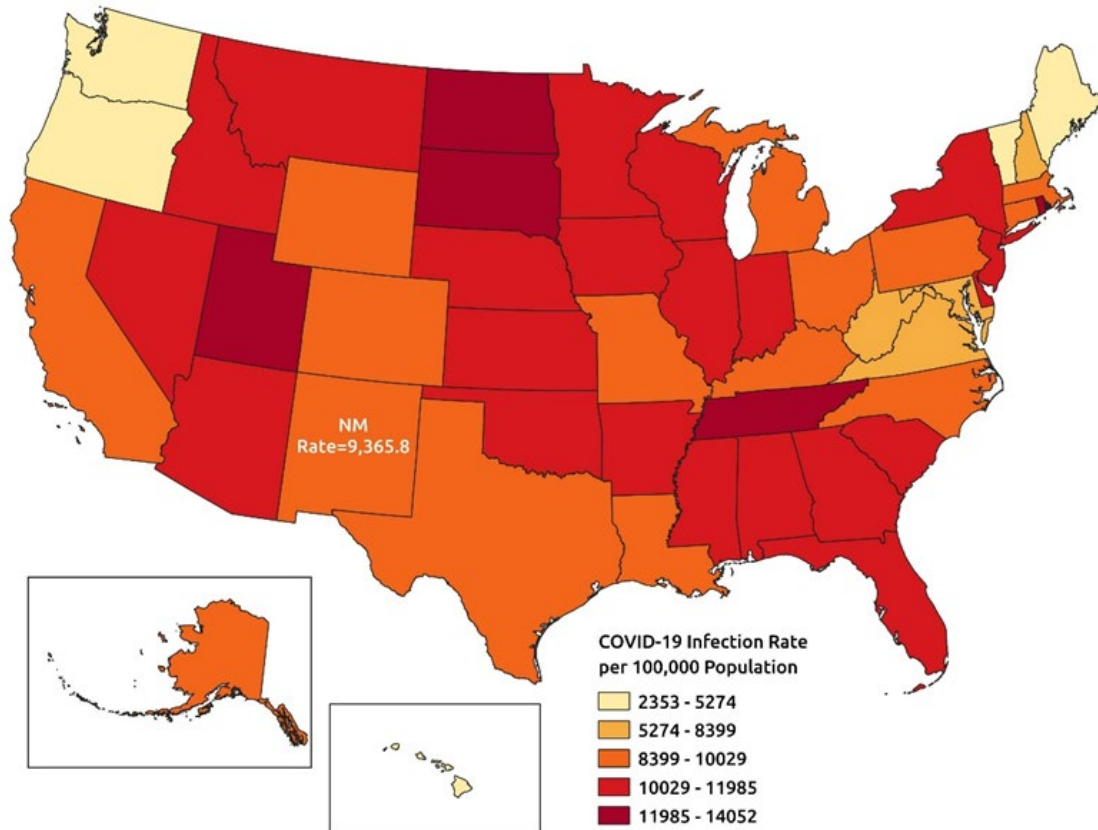 NM
Rate=9,365.8
COVID-19 Infection Rate
per 100,000 Population
2353 - 5274
5274 - 8399
8399 - 10029
10029 - 11985
11985 - 14052